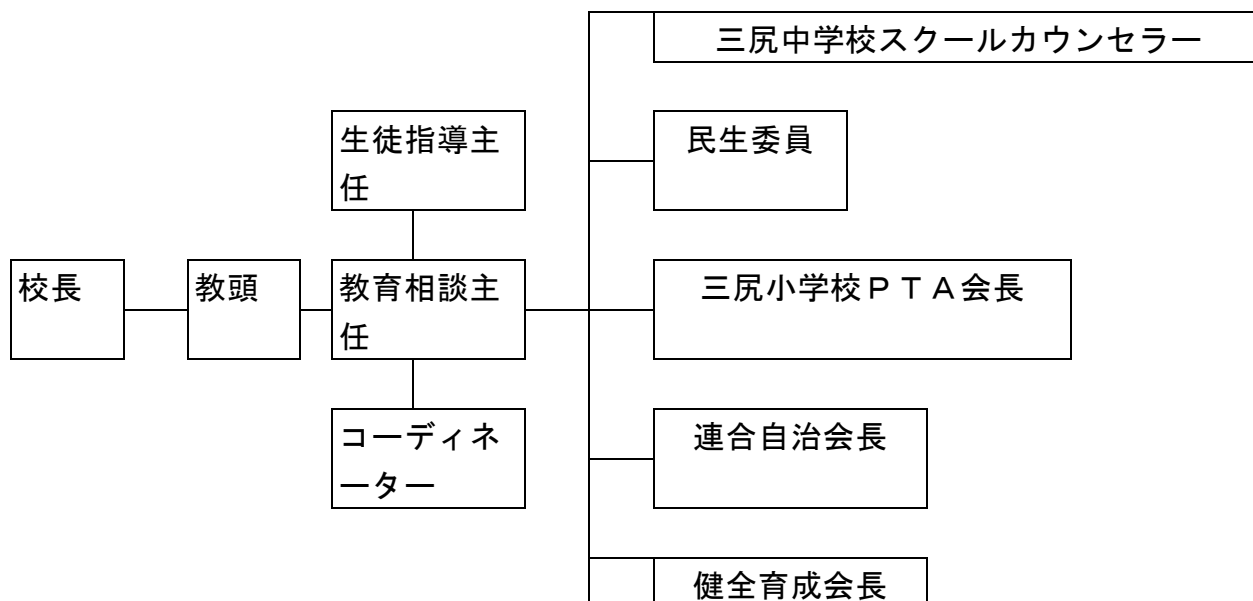 三尻中学校スクールカウンセラー
生徒指導主
任
民生委員
校長
教頭
教育相談主
任
三尻小学校ＰＴＡ会長
コーディネ
ーター
連合自治会長
健全育成会長